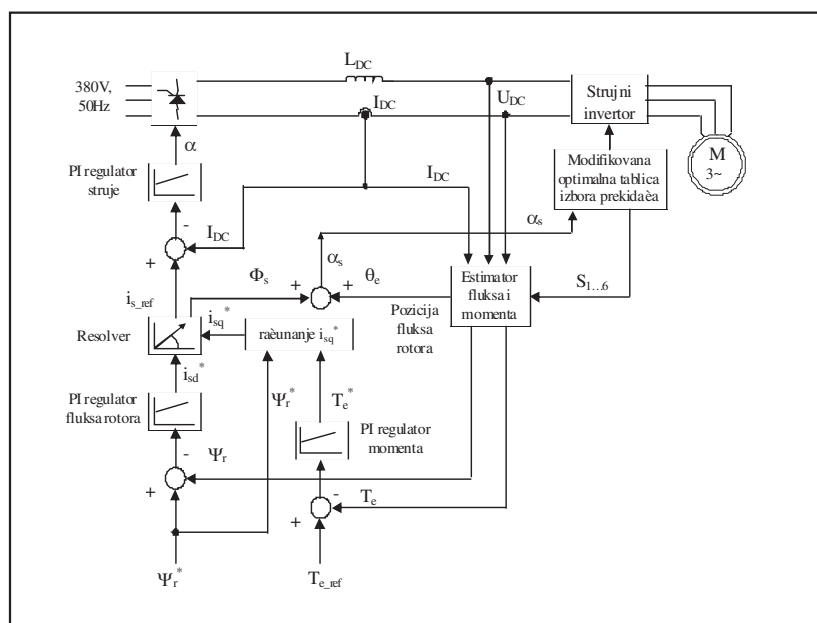 L_DC
380V,
50Hz
I_DC
U_DC
Strujni
invertor
α
M
3~
PI regulator
struje
Modifikovana
optimalna tablica
izbora prekidaèa
-
I_DC
I_DC
+
α_s
α_s
Φ_s
+
+
θ_e
i_s_ref
Estimator
fluksa i
momenta
S_1…6
Resolver
i_sq*
raèunanje i_sq*
Pozicija
fluksa
rotora
i_sd*
PI regulator
fluksa rotora
Ψ_r*
T_e*
PI regulator
momenta
-
Ψ_r
+
-
T_e
+
Ψ_r*
T_e_ref